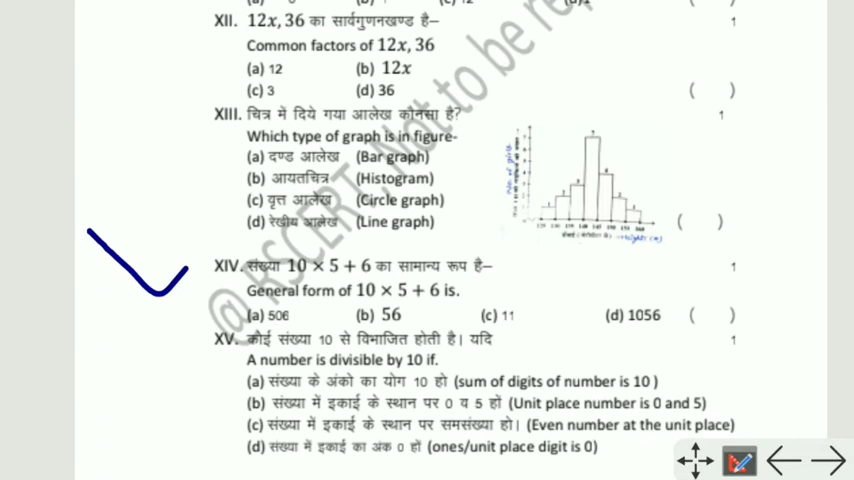 XII. 12x, 36 का सार्वगुणनखण्ड है– 1
Common factors of 12x, 36
(a) 12 (b) 12x
(c) 3 (d) 36 ( )
XIII. चित्र में दिये गया आलेख कौनसा है? 1
Which type of graph is in figure-
(a) दण्ड आलेख (Bar graph)
(b) आयतचित्र (Histogram)
(c) वृत्त आलेख (Circle graph)
(d) रेखीय आलेख (Line graph) ( )
XIV. संख्या 10 × 5 + 6 का सामान्य रूप है– 1
General form of 10 × 5 + 6 is.
(a) 506 (b) 56 (c) 11 (d) 1056 ( )
XV. कोई संख्या 10 से विभाजित होती है। यदि 1
A number is divisible by 10 if.
(a) संख्या के अंको का योग 10 हो (sum of digits of number is 10 )
(b) संख्या में इकाई के स्थान पर 0 व 5 हों (Unit place number is 0 and 5)
(c) संख्या में इकाई के स्थान पर समसंख्या हो। (Even number at the unit place)
(d) संख्या में इकाई का अंक 0 हों (ones/unit place digit is 0)
@ RSCERT, Not to be